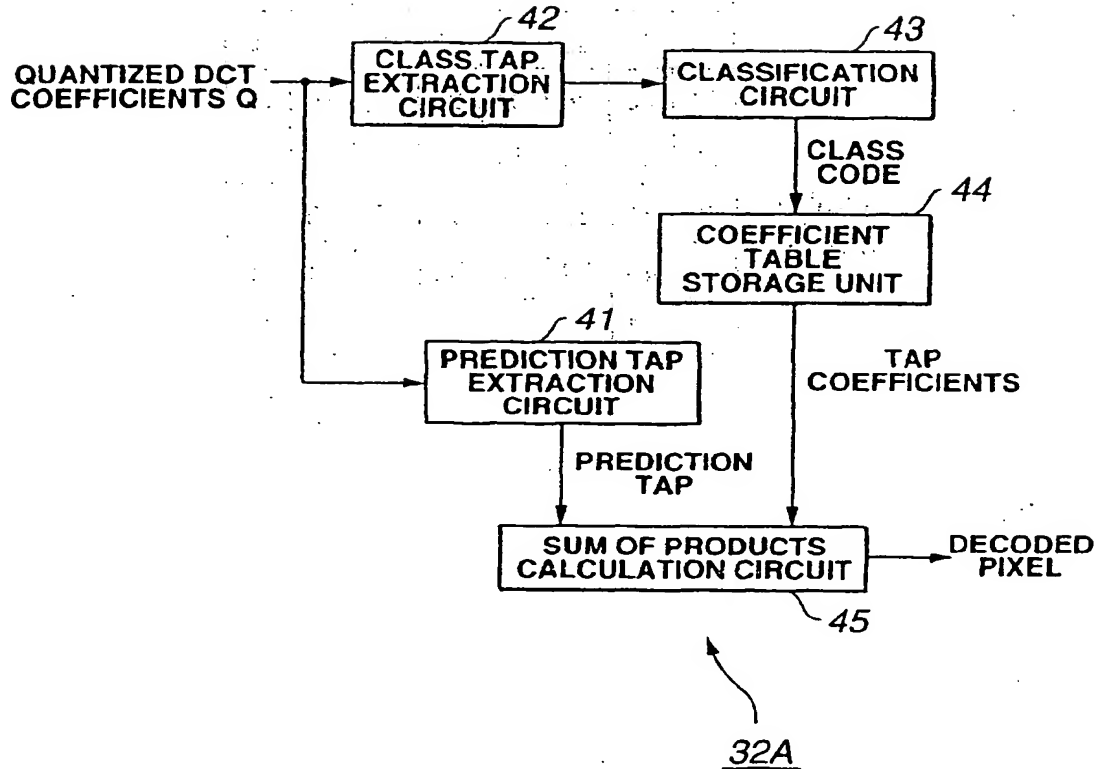 42
CLASS TAP
EXTRACTION
CIRCUIT
43
CLASSIFICATION
CIRCUIT
QUANTIZED DCT
COEFFICIENTS Q
CLASS
CODE
44
COEFFICIENT
TABLE
STORAGE UNIT
41
PREDICTION TAP
EXTRACTION
CIRCUIT
TAP
COEFFICIENTS
PREDICTION
TAP
SUM OF PRODUCTS
CALCULATION CIRCUIT
DECODED
PIXEL
45
32A